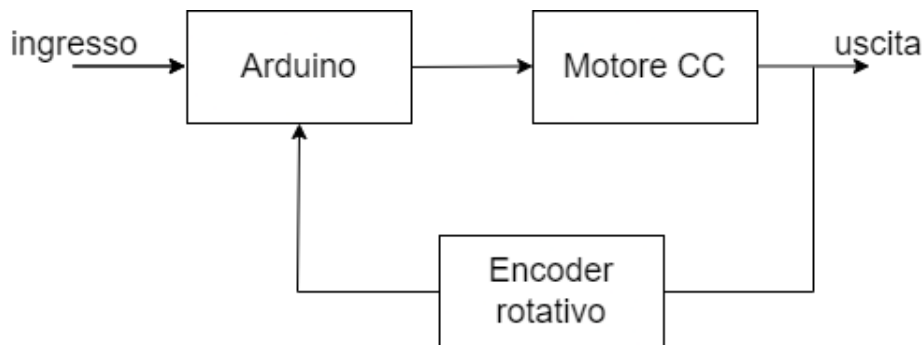 ingresso
Arduino
Motore CC
uscita
Encoder
rotativo